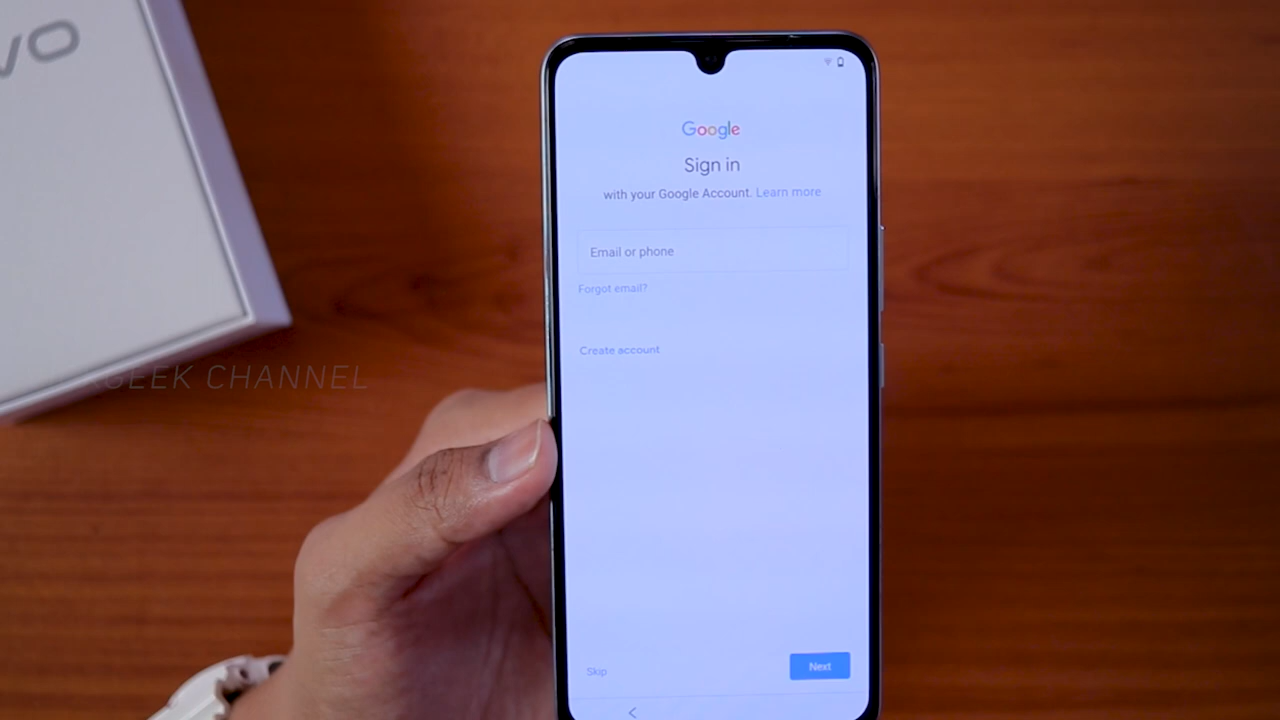 vo
Google
Sign in
with your Google Account. Learn more
Email or phone
Forgot email?
Create account
GEEK CHANNEL
Skip
Next